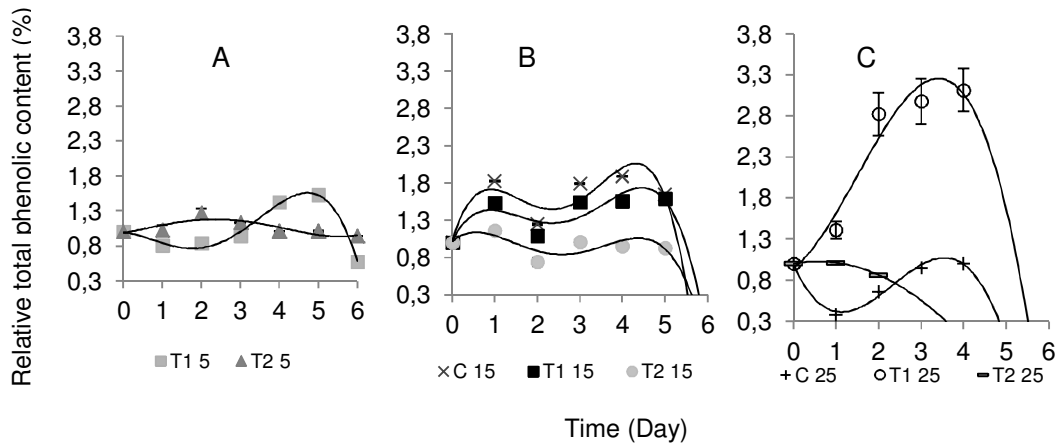 Relative total phenolic content (%)
A
3,8
3,3
2,8
2,3
1,8
1,3
0,8
0,3
0 1 2 3 4 5 6
T1 5 T2 5
B
3,8
3,3
2,8
2,3
1,8
1,3
0,8
0,3
0 1 2 3 4 5 6
C 15 T1 15 T2 15
C
3,8
3,3
2,8
2,3
1,8
1,3
0,8
0,3
0 1 2 3 4 5 6
C 25 T1 25 T2 25
Time (Day)